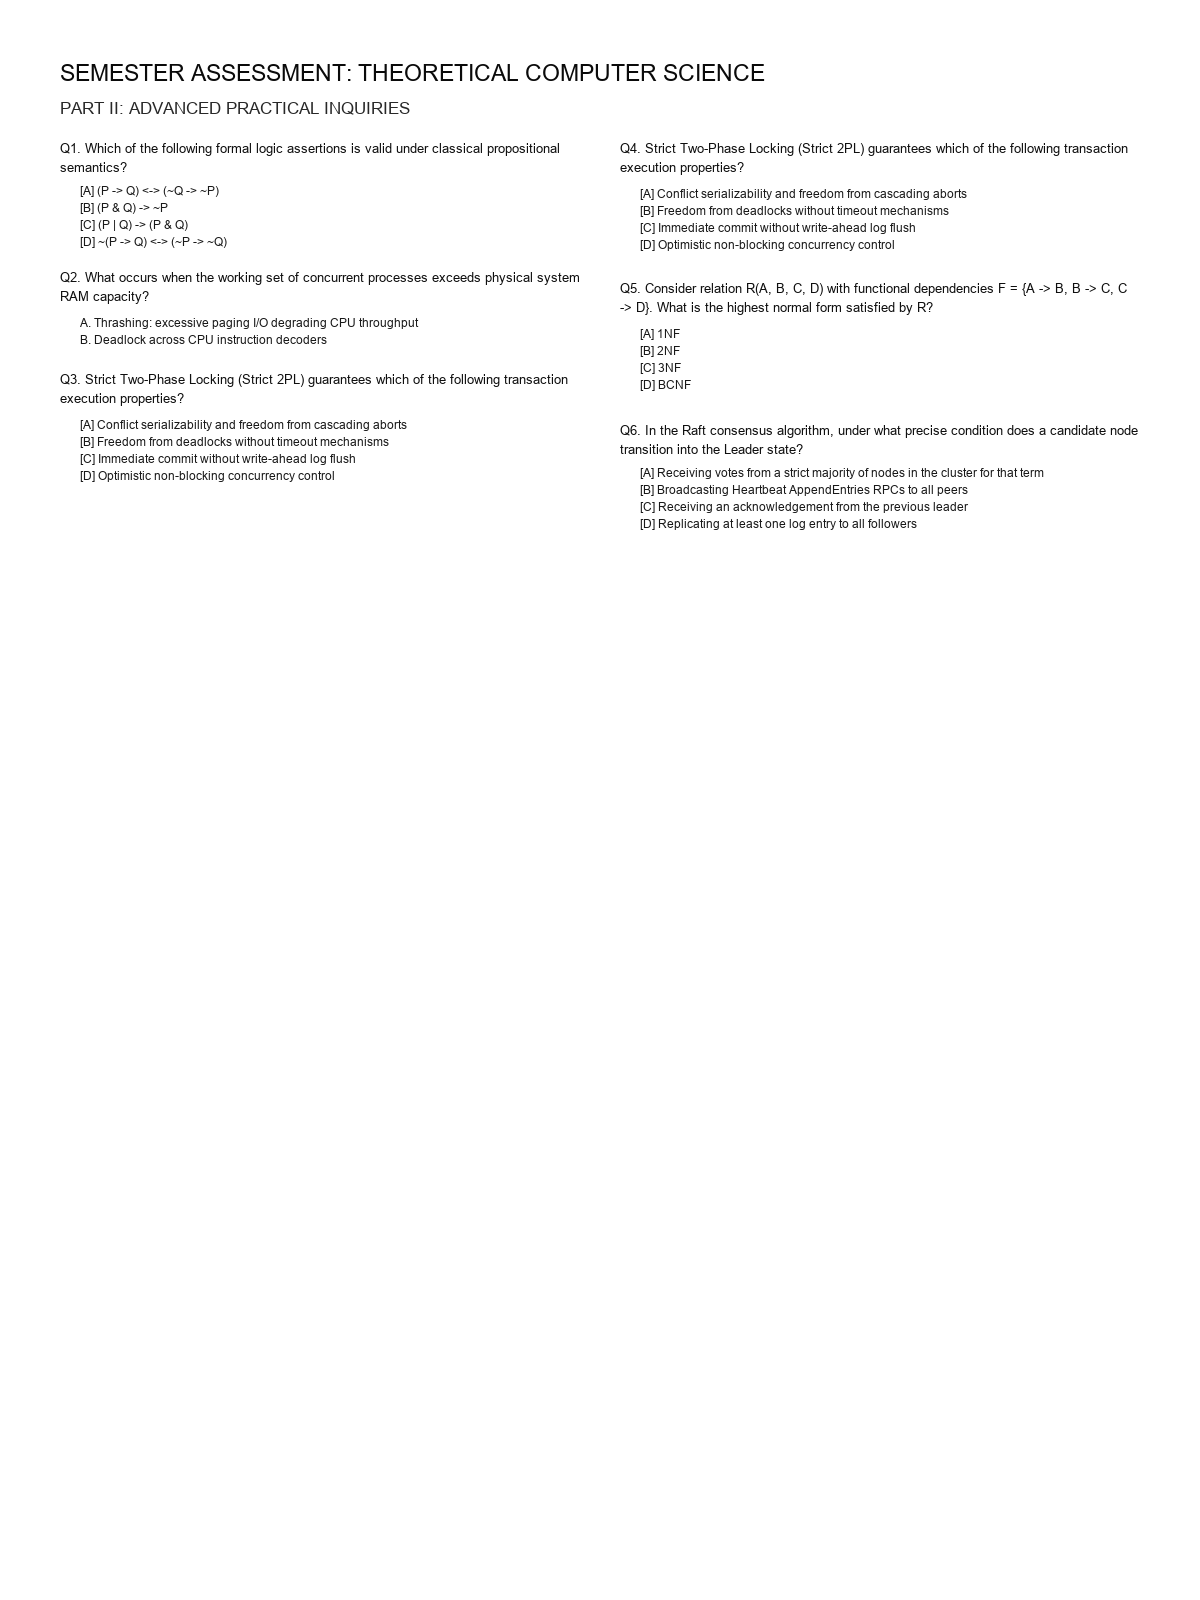 SEMESTER ASSESSMENT: THEORETICAL COMPUTER SCIENCE
PART II: ADVANCED PRACTICAL INQUIRIES
Q1. Which of the following formal logic assertions is valid under classical propositional
semantics?
[A] (P -> Q) <-> (~Q -> ~P)
[B] (P & Q) -> ~P
[C] (P | Q) -> (P & Q)
[D] ~(P -> Q) <-> (~P -> ~Q)
Q2. What occurs when the working set of concurrent processes exceeds physical system
RAM capacity?
A. Thrashing: excessive paging I/O degrading CPU throughput
B. Deadlock across CPU instruction decoders
Q3. Strict Two-Phase Locking (Strict 2PL) guarantees which of the following transaction
execution properties?
[A] Conflict serializability and freedom from cascading aborts
[B] Freedom from deadlocks without timeout mechanisms
[C] Immediate commit without write-ahead log flush
[D] Optimistic non-blocking concurrency control
Q4. Strict Two-Phase Locking (Strict 2PL) guarantees which of the following transaction
execution properties?
[A] Conflict serializability and freedom from cascading aborts
[B] Freedom from deadlocks without timeout mechanisms
[C] Immediate commit without write-ahead log flush
[D] Optimistic non-blocking concurrency control
Q5. Consider relation R(A, B, C, D) with functional dependencies F = {A -> B, B -> C, C
-> D}. What is the highest normal form satisfied by R?
[A] 1NF
[B] 2NF
[C] 3NF
[D] BCNF
Q6. In the Raft consensus algorithm, under what precise condition does a candidate node
transition into the Leader state?
[A] Receiving votes from a strict majority of nodes in the cluster for that term
[B] Broadcasting Heartbeat AppendEntries RPCs to all peers
[C] Receiving an acknowledgement from the previous leader
[D] Replicating at least one log entry to all followers